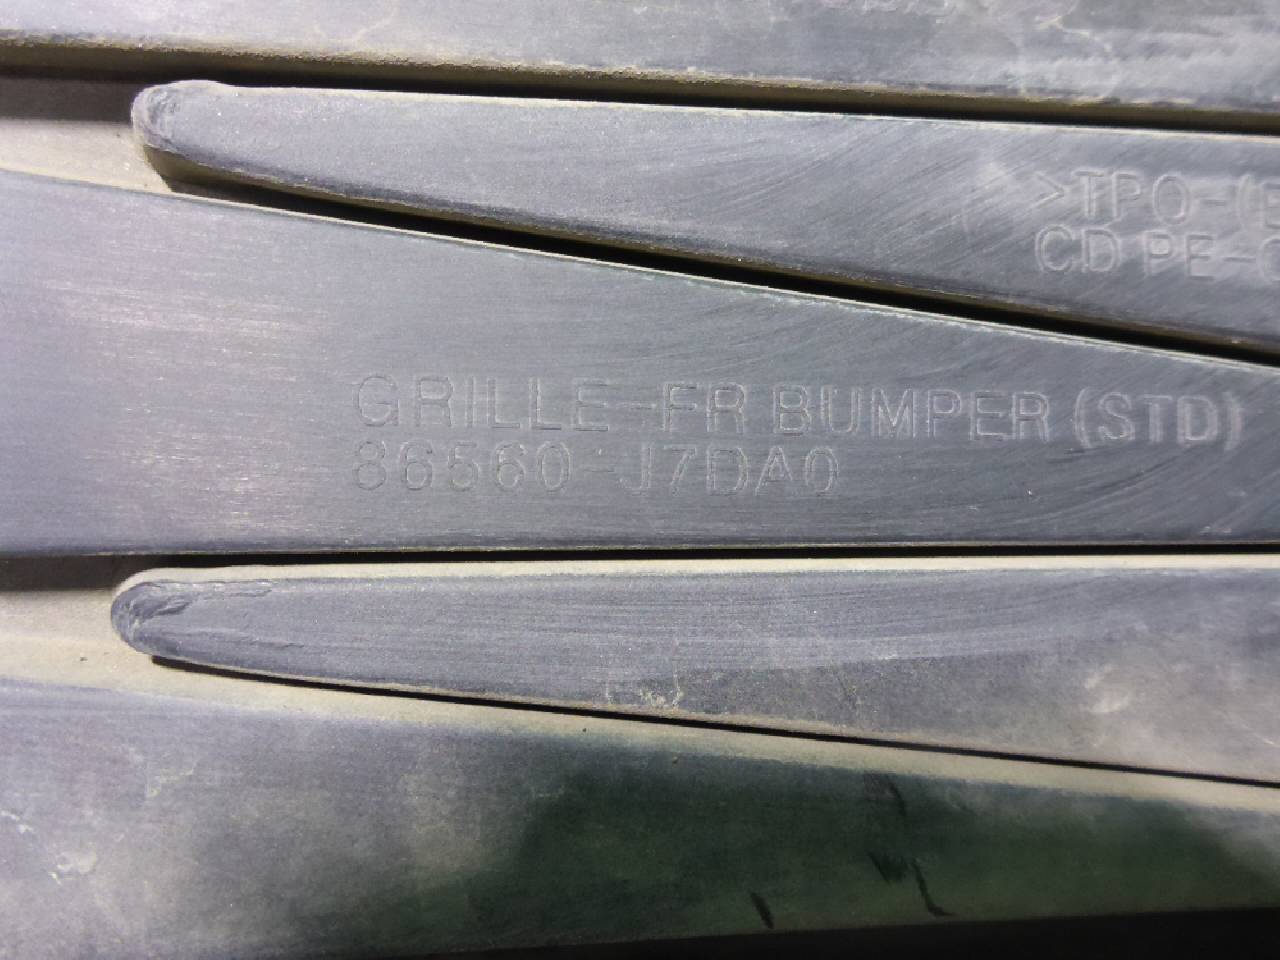 >TPO-(E
CD PE-C
GRILLE-FR BUMPER (STD)
86560-J7DA0